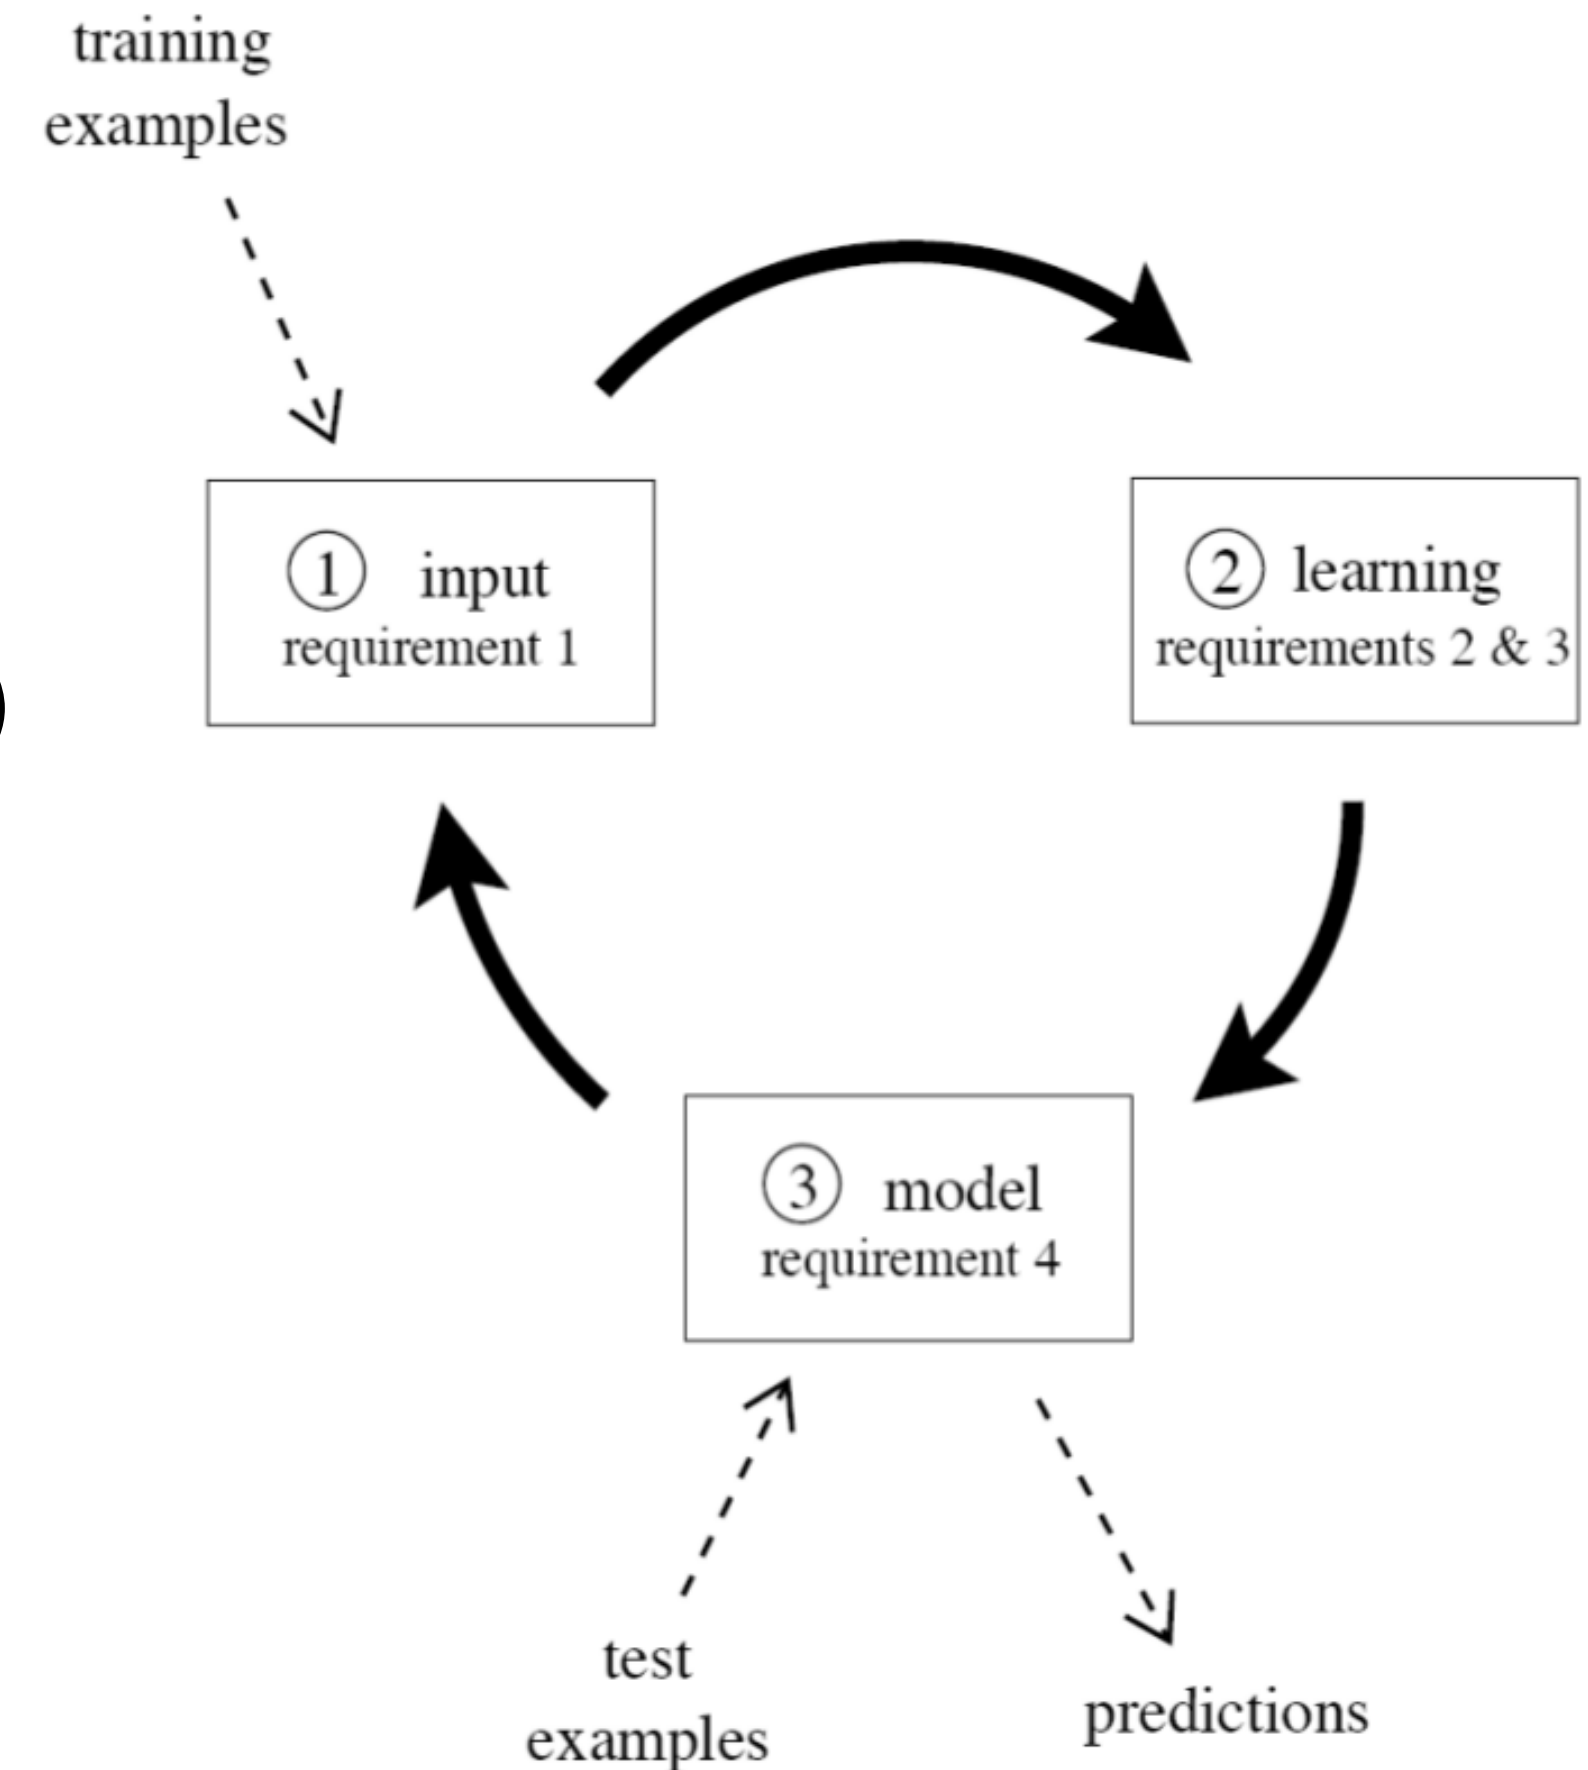 training
examples
1 input
requirement 1
2 learning
requirements 2 & 3
3 model
requirement 4
test
examples
predictions